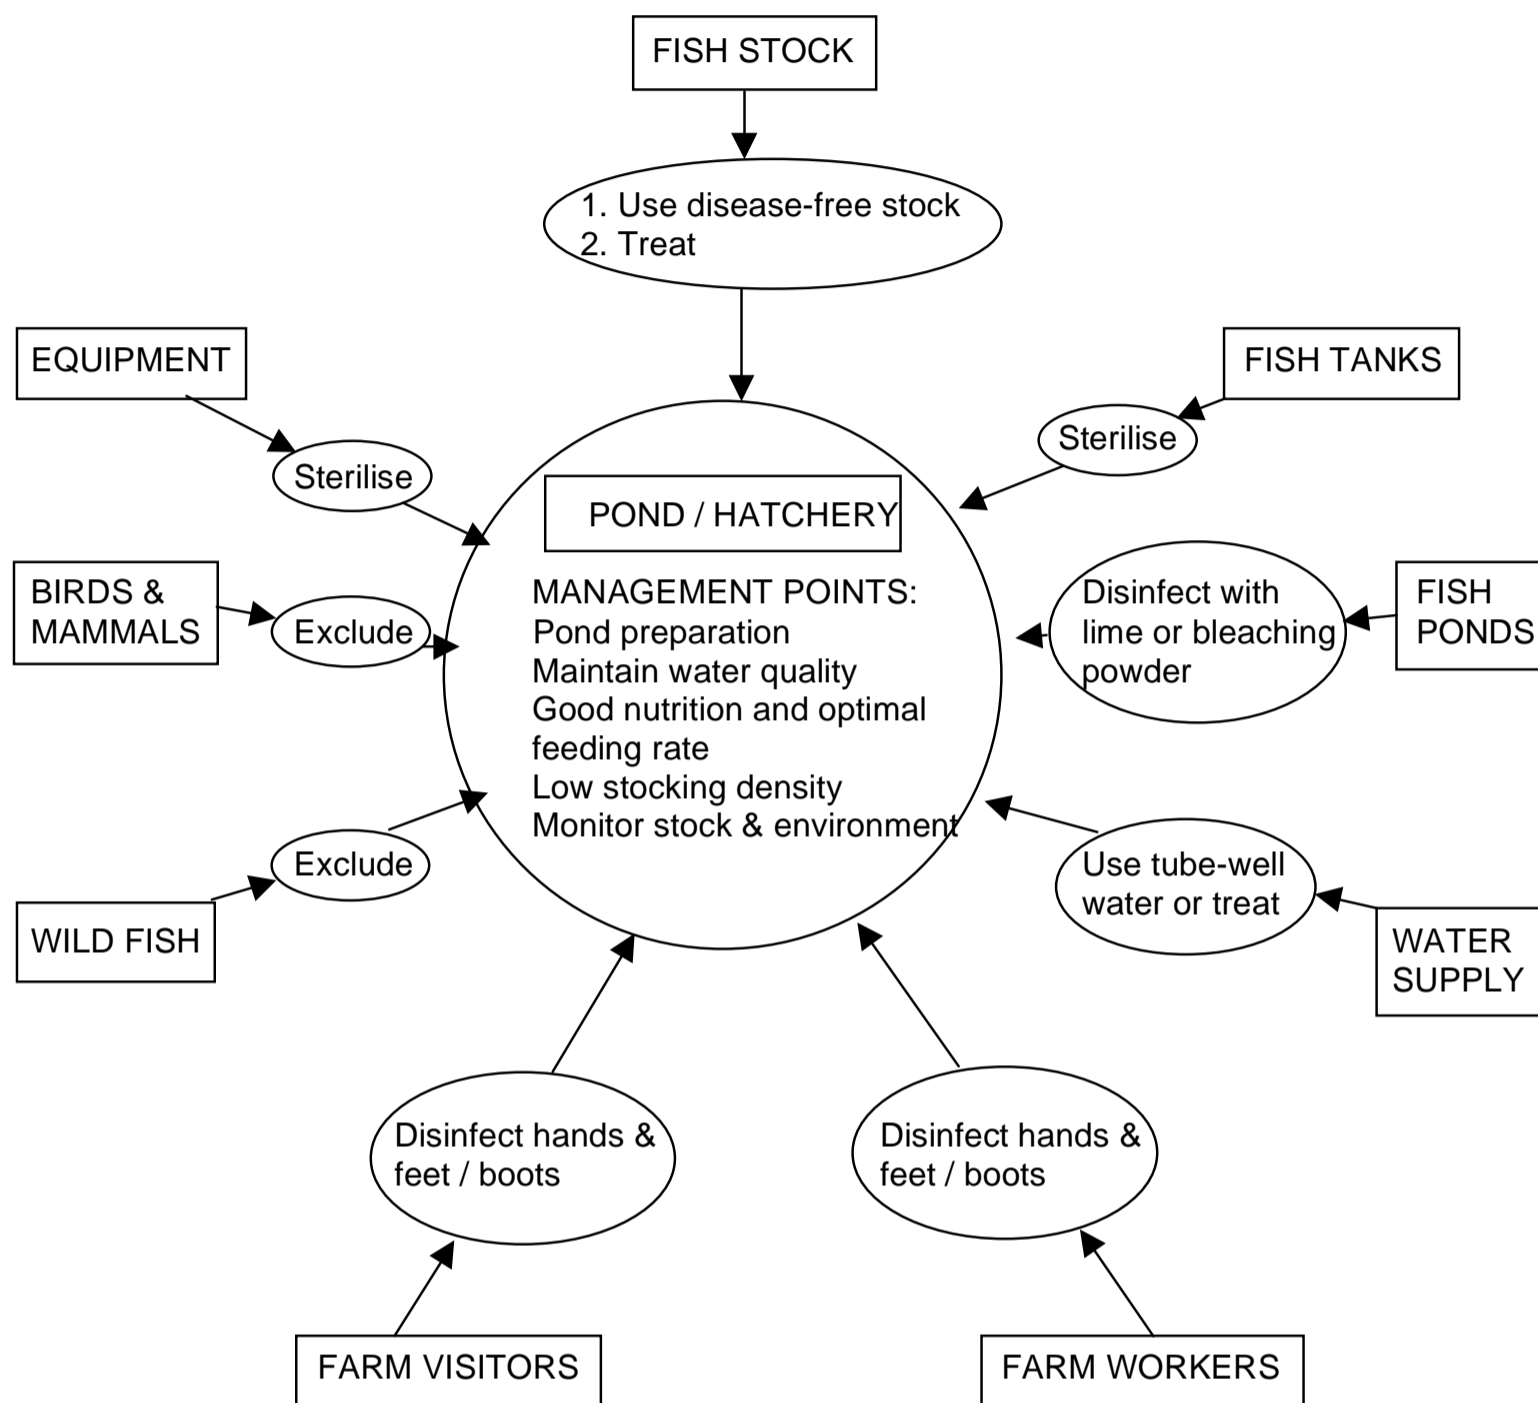 FISH STOCK
1. Use disease-free stock
2. Treat
EQUIPMENT
FISH TANKS
Sterilise
Sterilise
POND / HATCHERY
BIRDS &
MAMMALS
Exclude
MANAGEMENT POINTS:
Pond preparation
Maintain water quality
Good nutrition and optimal
feeding rate
Low stocking density
Monitor stock & environment
Disinfect with
lime or bleaching
powder
FISH
PONDS
Exclude
WILD FISH
Use tube-well
water or treat
WATER
SUPPLY
Disinfect hands &
feet / boots
Disinfect hands &
feet / boots
FARM VISITORS
FARM WORKERS